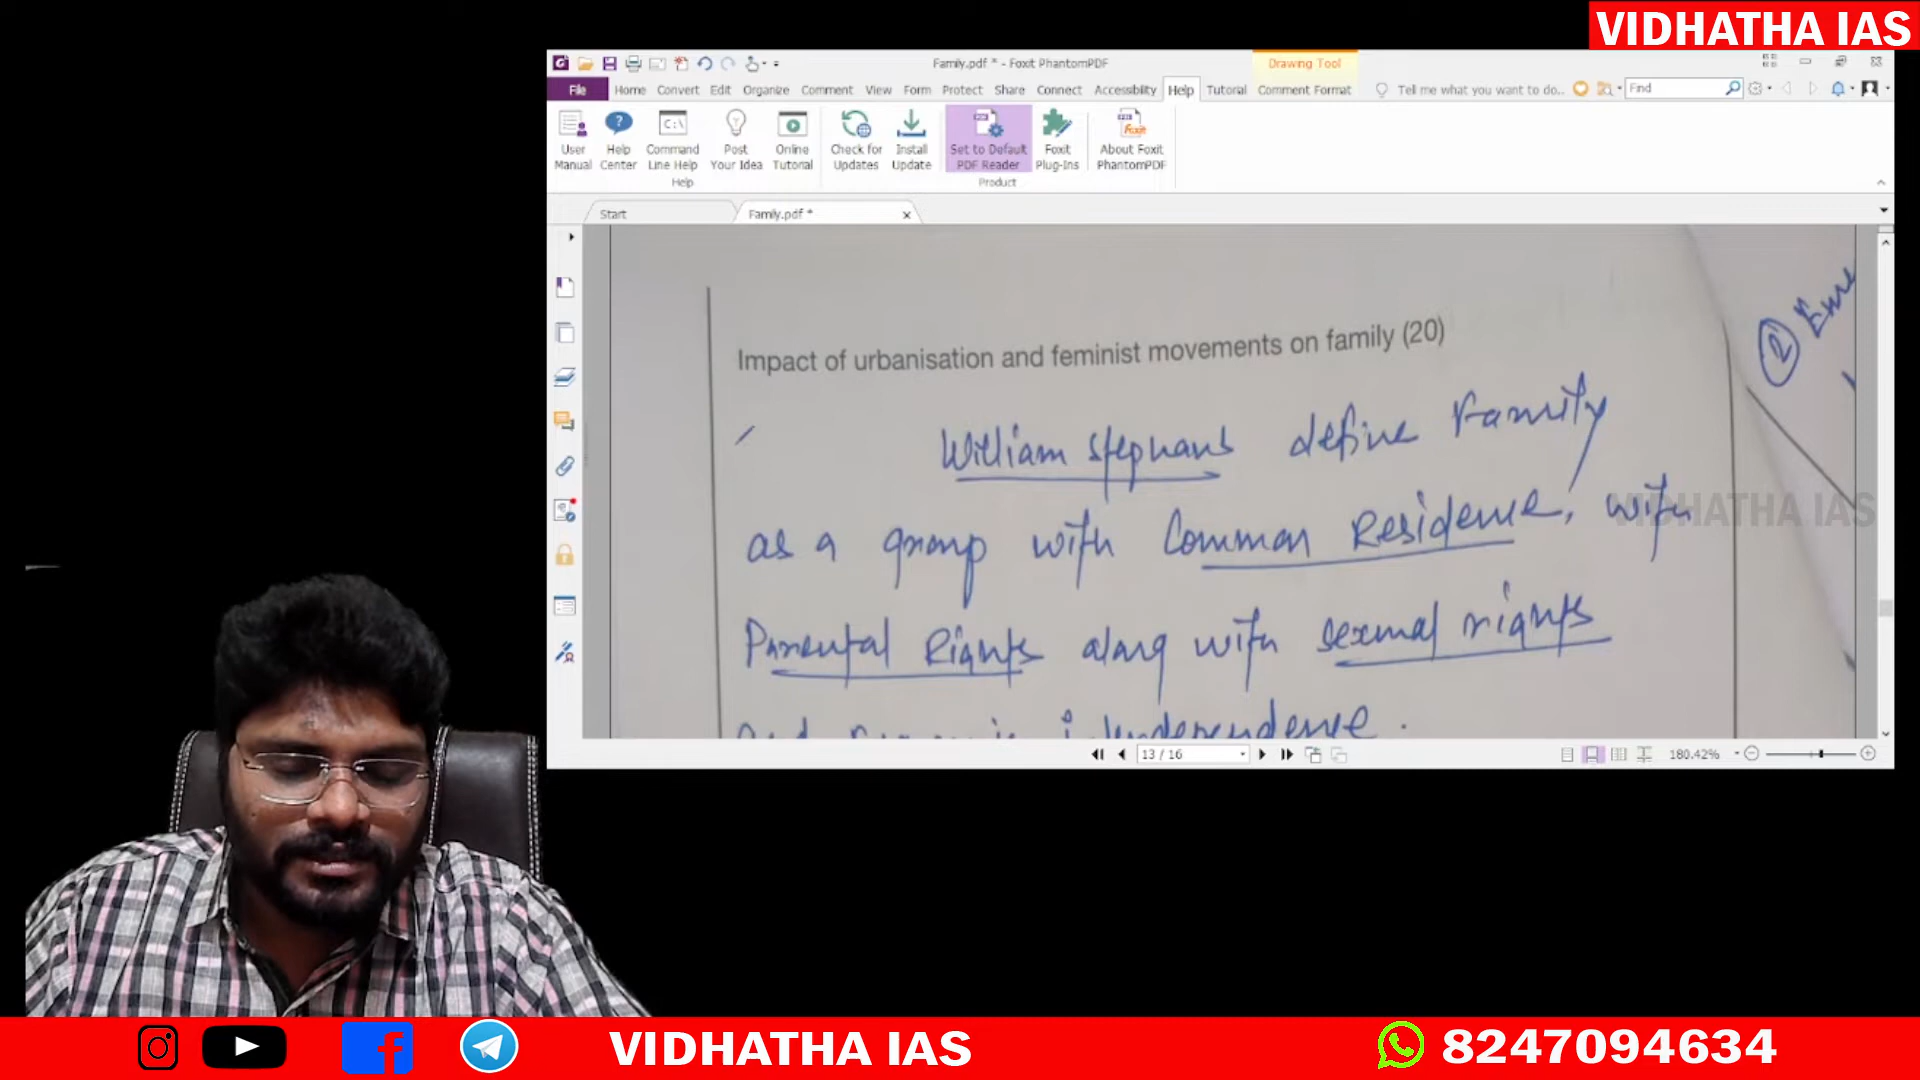 VIDHATHA IAS
Family.pdf * - Foxit PhantomPDF
Drawing Tool
File Home Convert Edit Organize Comment View Form Protect Share Connect Accessibility Help Tutorial Comment Format Tell me what you want to do.. Find
User Manual
Help Center
Command Line Help
Post Your Idea
Online Tutorial
Check for Updates
Install Update
Set to Default PDF Reader
Foxit Plug-Ins
About Foxit PhantomPDF
Help
Product
Start
Family.pdf *
Impact of urbanisation and feminist movements on family (20)
William Stephans define Family
as a group with Common Residence, with
Parental Rights along with sexual rights
and
②
VIDHATHA IAS
13 / 16
180.42%
VIDHATHA IAS
8247094634